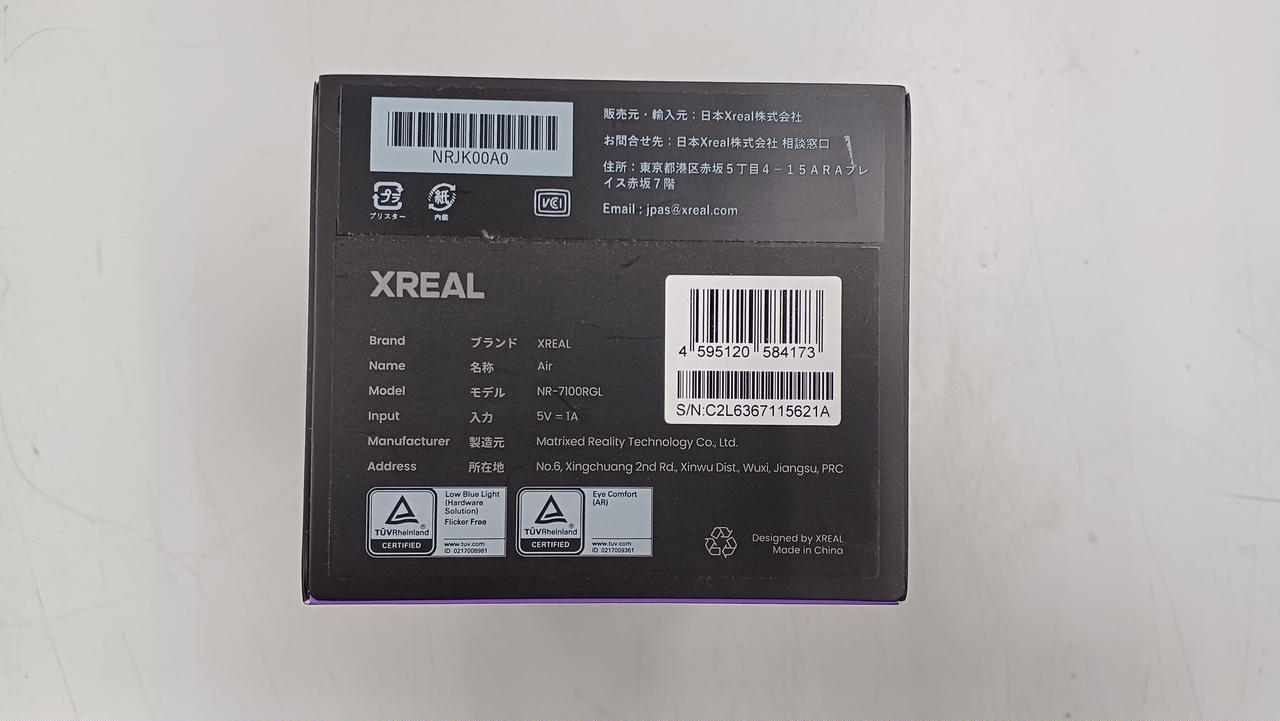 NRJK00A0
プラ
プリスター
紙
内装
VCI
販売元・輸入元：日本Xreal株式会社
お問合せ先：日本Xreal株式会社 相談窓口
住所：東京都港区赤坂５丁目４－１５ＡＲＡプレ
イス赤坂７階
Email : jpas@xreal.com
XREAL
Brand ブランド XREAL
Name 名称 Air
Model モデル NR-7100RGL
Input 入力 5V = 1A
Manufacturer 製造元 Matrixed Reality Technology Co., Ltd.
Address 所在地 No.6, Xingchuang 2nd Rd., Xinwu Dist., Wuxi, Jiangsu, PRC
4 595120 584173
S/N:C2L6367115621A
TÜVRheinland®
CERTIFIED
Low Blue Light
(Hardware
Solution)
Flicker Free
www.tuv.com
ID 0217008981
TÜVRheinland®
CERTIFIED
Eye Comfort
(AR)
www.tuv.com
ID 0217009361
Designed by XREAL
Made in China